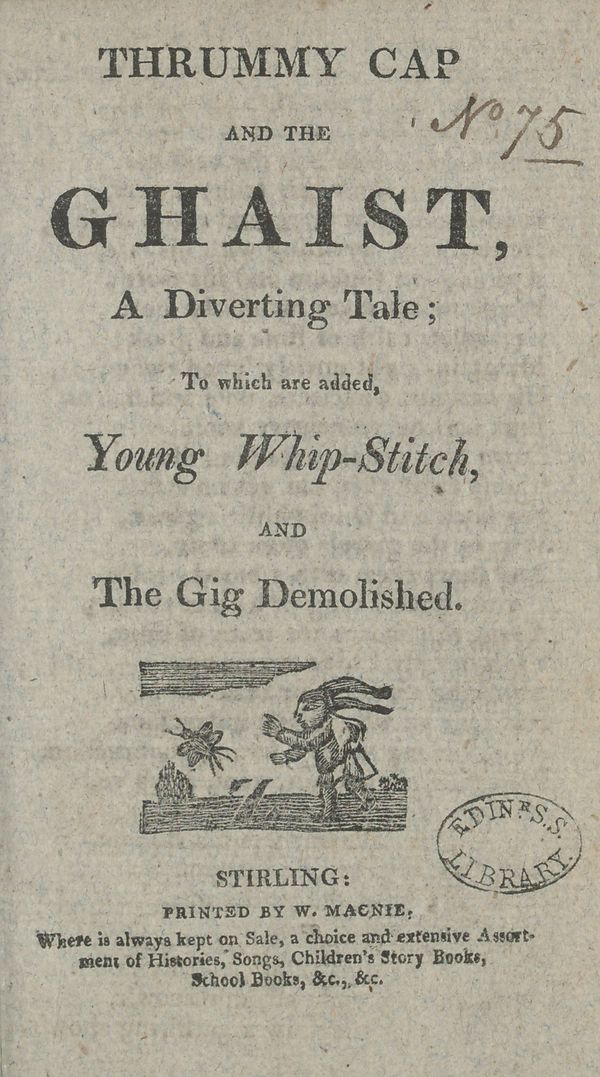 THRUMMY CAP
No 75
AND THE
GHAIST,
A Diverting Tale;
To which are added,
Young Whip-Stitch,
AND
The Gig Demolished.
EDINR. S.S.
LIBRARY.
STIRLING:
PRINTED BY W. MACNIE,
Where is always kept on Sale, a choice and extensive Assort-
ment of Histories, Songs, Children's Story Books,
School Books, &c., &c.